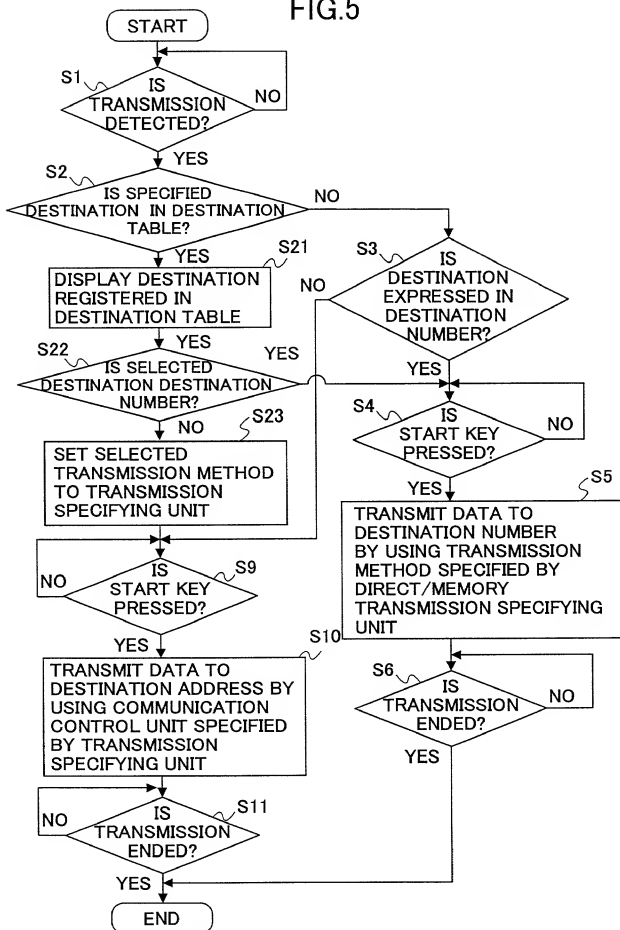 FIG.5
START
S1
IS
TRANSMISSION
DETECTED?
NO
YES
S2
IS SPECIFIED
DESTINATION IN DESTINATION
TABLE?
NO
YES
S21
DISPLAY DESTINATION
REGISTERED IN
DESTINATION TABLE
S3
IS
DESTINATION
EXPRESSED IN
DESTINATION
NUMBER?
NO
YES
YES
S22
IS SELECTED
DESTINATION DESTINATION
NUMBER?
YES
NO
S23
SET SELECTED
TRANSMISSION METHOD
TO TRANSMISSION
SPECIFYING UNIT
S4
IS
START KEY
PRESSED?
NO
YES
S5
TRANSMIT DATA TO
DESTINATION NUMBER
BY USING TRANSMISSION
METHOD SPECIFIED BY
DIRECT/MEMORY
TRANSMISSION SPECIFYING
UNIT
S9
IS
START KEY
PRESSED?
NO
YES
S10
TRANSMIT DATA TO
DESTINATION ADDRESS BY
USING COMMUNICATION
CONTROL UNIT SPECIFIED
BY TRANSMISSION
SPECIFYING UNIT
S6
IS
TRANSMISSION
ENDED?
NO
YES
S11
IS
TRANSMISSION
ENDED?
NO
YES
END